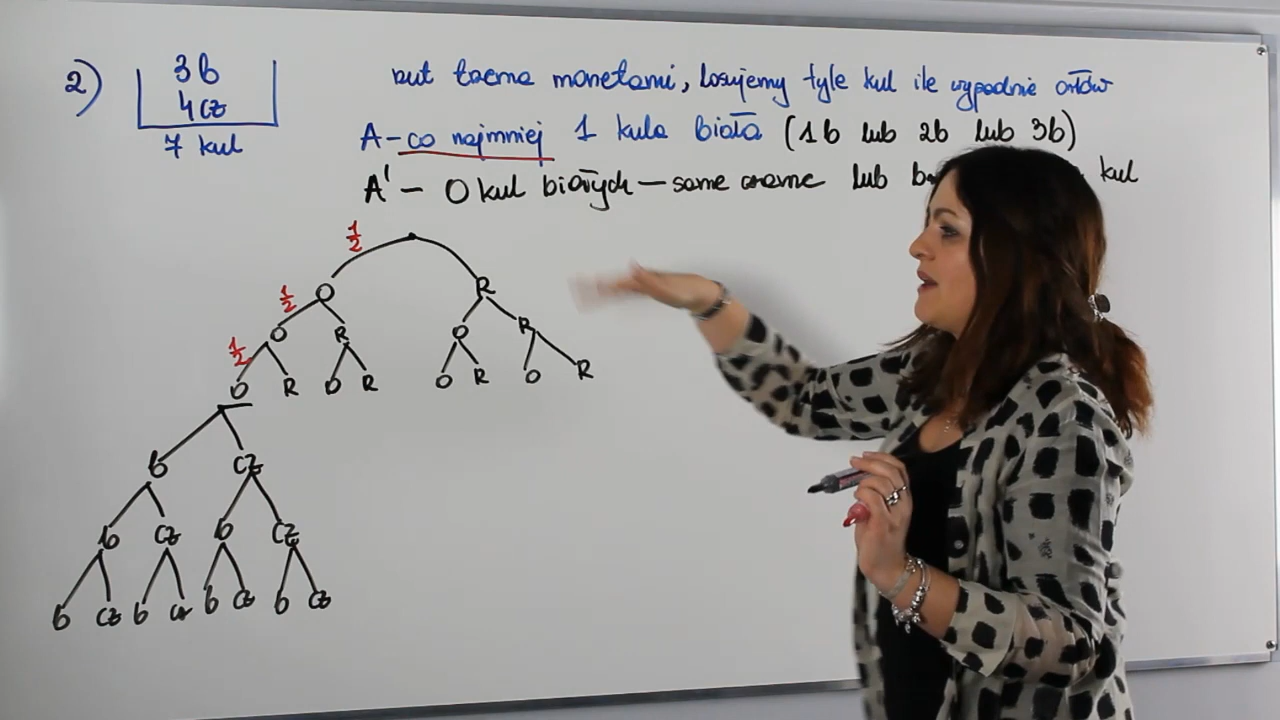 2) 3b
4cz
7 kul
rzut trzema monetami, losujemy tyle kul ile wypadnie orłów
A - co najmniej 1 kula biała (1b lub 2b lub 3b)
A' - 0 kul białych - same czarne lub kul
1/2
O R
1/2
O R O R
1/2
O R O R O R O R
b cz
b cz b cz
b cz b cz b cz b cz